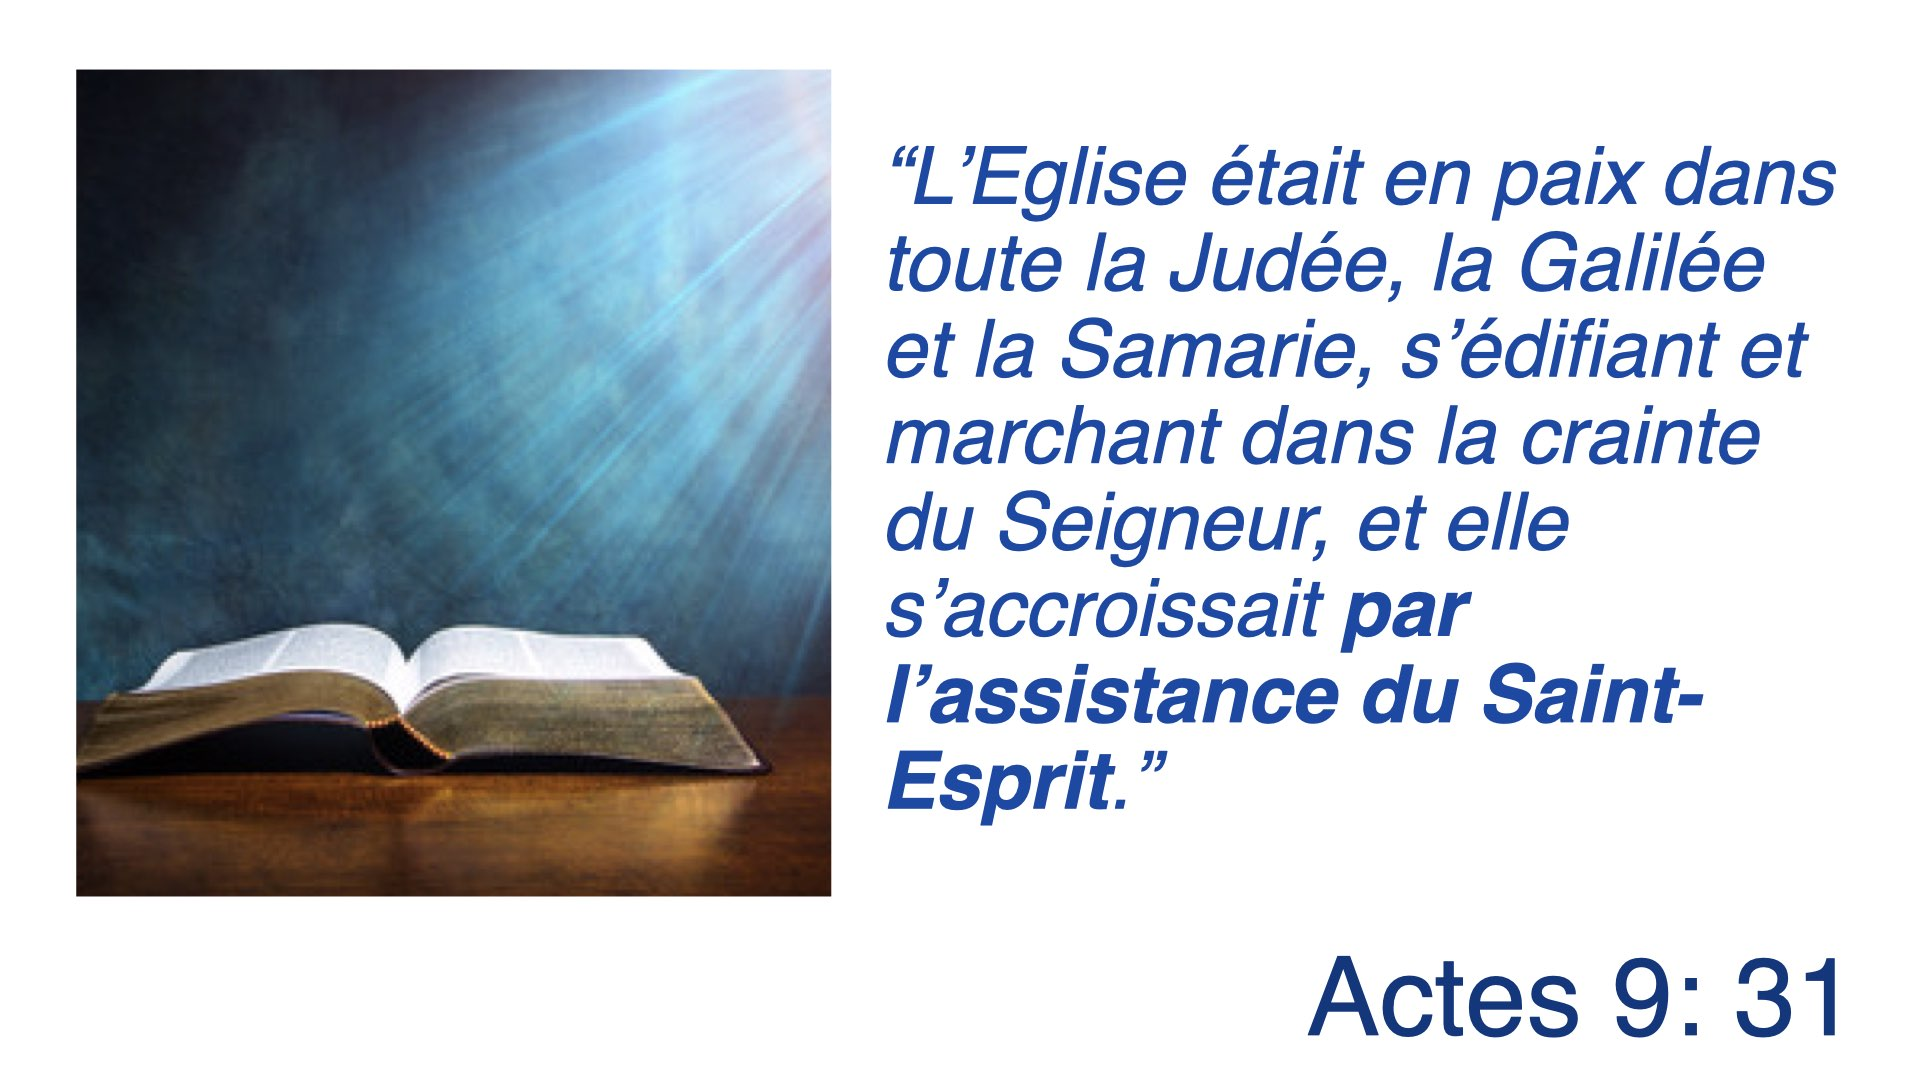 “L’Eglise était en paix dans
toute la Judée, la Galilée
et la Samarie, s’édifiant et
marchant dans la crainte
du Seigneur, et elle
s’accroissait par
l’assistance du Saint-
Esprit.”
Actes 9: 31